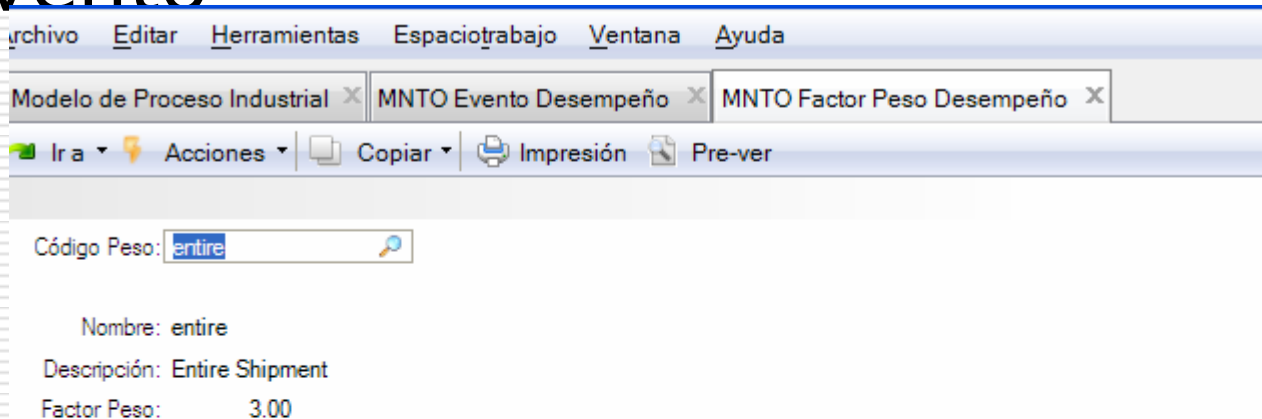 Archivo Editar Herramientas Espaciotrabajo Ventana Ayuda
Modelo de Proceso Industrial MNTO Evento Desempeño MNTO Factor Peso Desempeño
Ir a Acciones Copiar Impresión Pre-ver
Código Peso: entire
Nombre: entire
Descripción: Entire Shipment
Factor Peso: 3.00